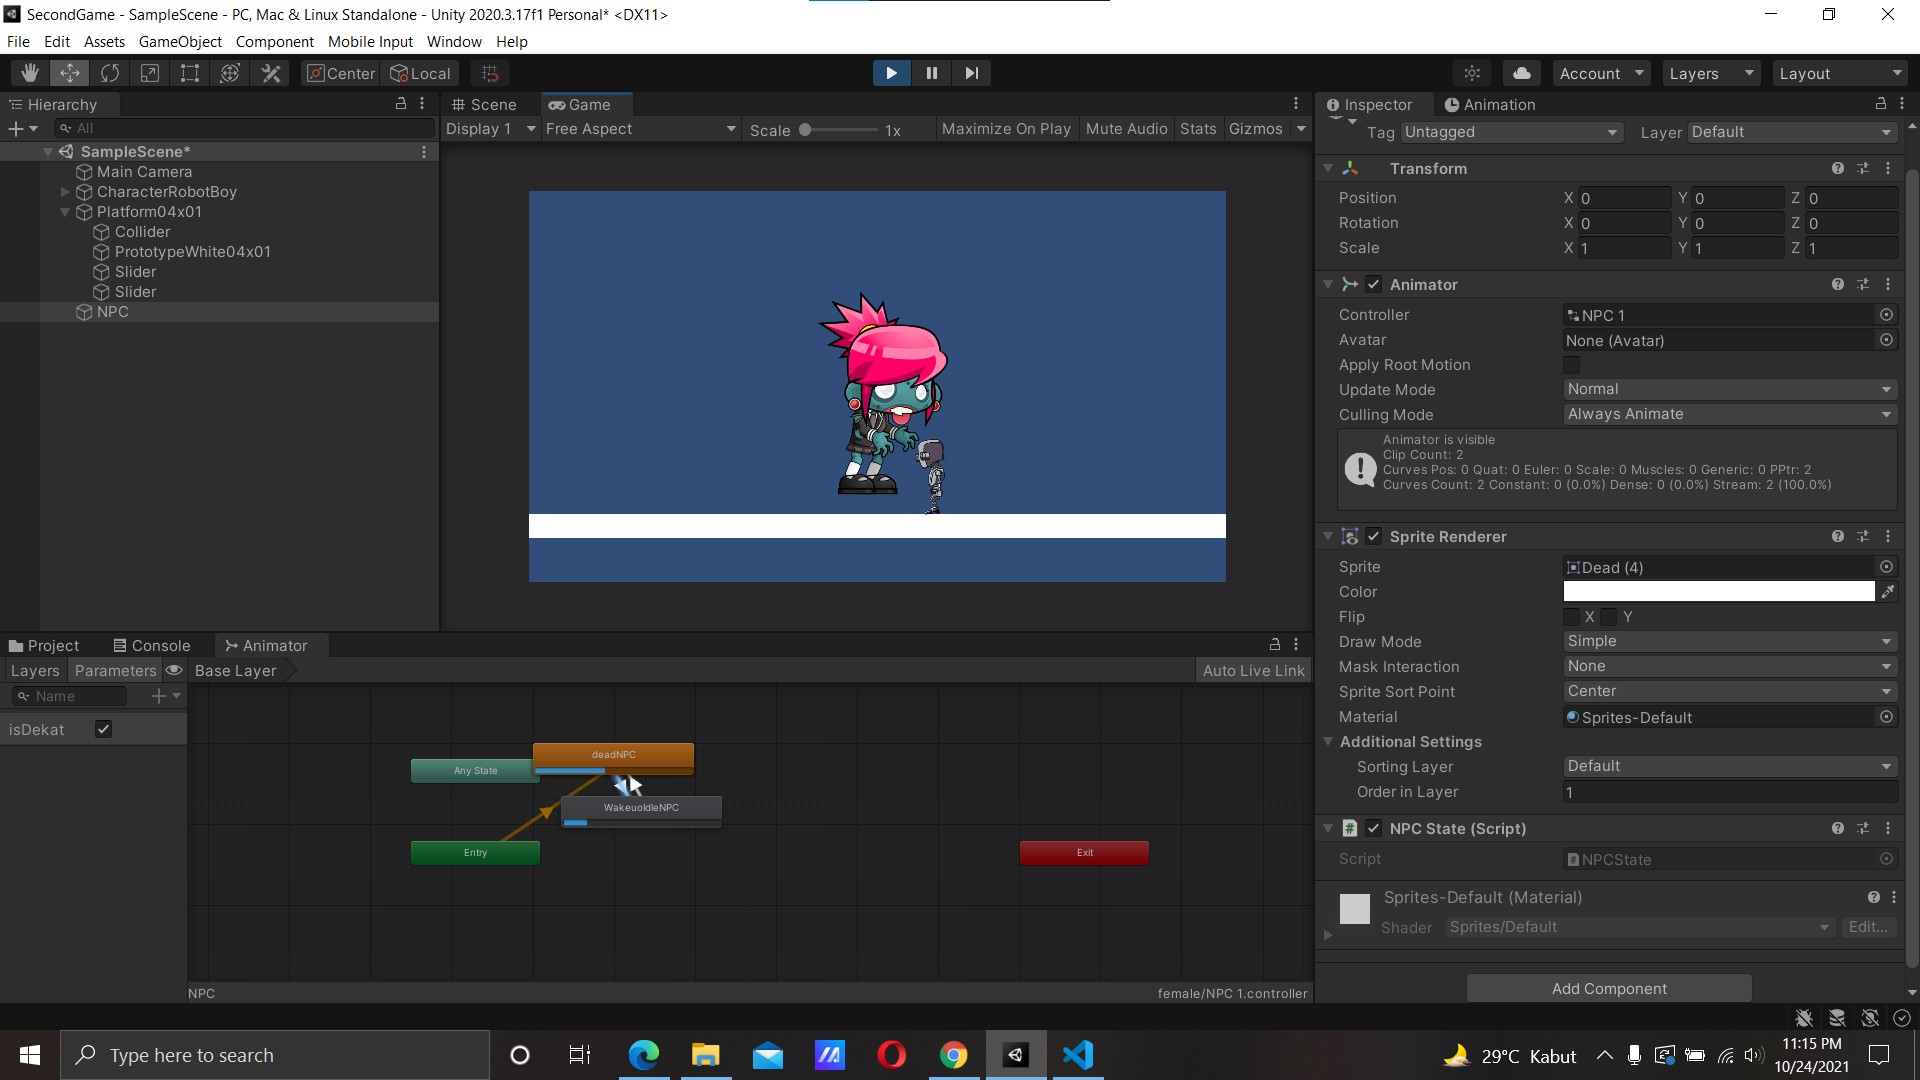 SecondGame - SampleScene - PC, Mac & Linux Standalone - Unity 2020.3.17f1 Personal* <DX11>
File Edit Assets GameObject Component Mobile Input Window Help
Center Local Account Layers Layout
Hierarchy
All
SampleScene*
Main Camera
CharacterRobotBoy
Platform04x01
Collider
PrototypeWhite04x01
Slider
Slider
NPC
Scene Game
Display 1 Free Aspect Scale 1x Maximize On Play Mute Audio Stats Gizmos
Inspector Animation
Tag Untagged Layer Default
Transform
Position X 0 Y 0 Z 0
Rotation X 0 Y 0 Z 0
Scale X 1 Y 1 Z 1
Animator
Controller NPC 1
Avatar None (Avatar)
Apply Root Motion
Update Mode Normal
Culling Mode Always Animate
Animator is visible
Clip Count: 2
Curves Pos: 0 Quat: 0 Euler: 0 Scale: 0 Muscles: 0 Generic: 0 PPtr: 2
Curves Count: 2 Constant: 0 (0.0%) Dense: 0 (0.0%) Stream: 2 (100.0%)
Sprite Renderer
Sprite Dead (4)
Color
Flip X Y
Draw Mode Simple
Mask Interaction None
Sprite Sort Point Center
Material Sprites-Default
Additional Settings
Sorting Layer Default
Order in Layer 1
NPC State (Script)
Script NPCState
Sprites-Default (Material)
Shader Sprites/Default Edit...
Add Component
Project Console Animator
Layers Parameters Base Layer Auto Live Link
Name
isDekat
deadNPC
Any State
WakeuoIdleNPC
Entry
Exit
NPC female/NPC 1.controller
Type here to search
29°C Kabut
11:15 PM
10/24/2021